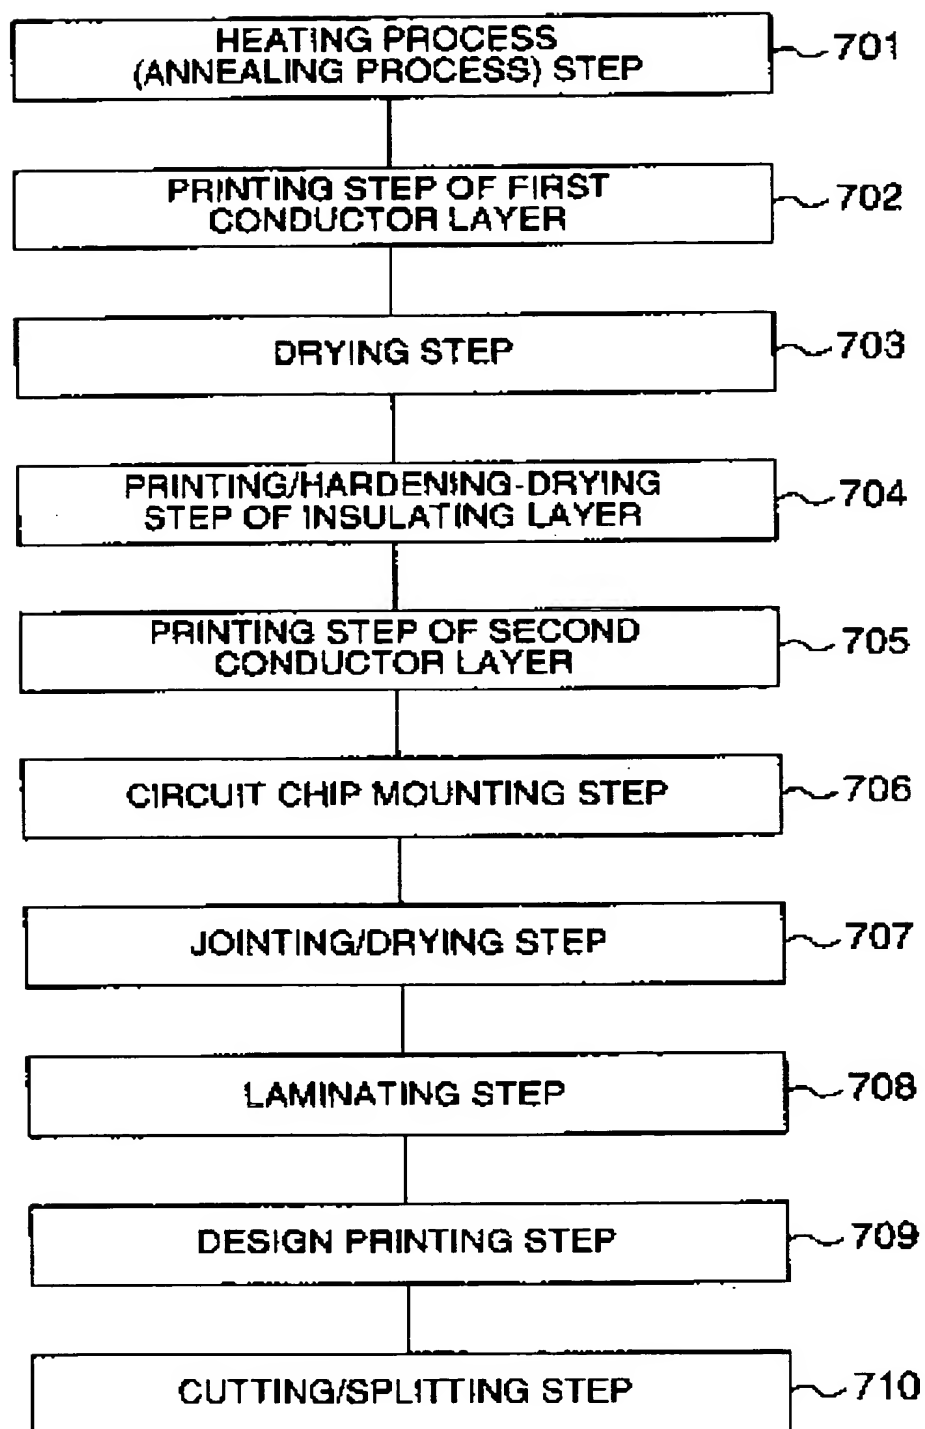 HEATING PROCESS
(ANNEALING PROCESS) STEP
701
PRINTING STEP OF FIRST
CONDUCTOR LAYER
702
DRYING STEP
703
PRINTING/HARDENING-DRYING
STEP OF INSULATING LAYER
704
PRINTING STEP OF SECOND
CONDUCTOR LAYER
705
CIRCUIT CHIP MOUNTING STEP
706
JOINTING/DRYING STEP
707
LAMINATING STEP
708
DESIGN PRINTING STEP
709
CUTTING/SPLITTING STEP
710